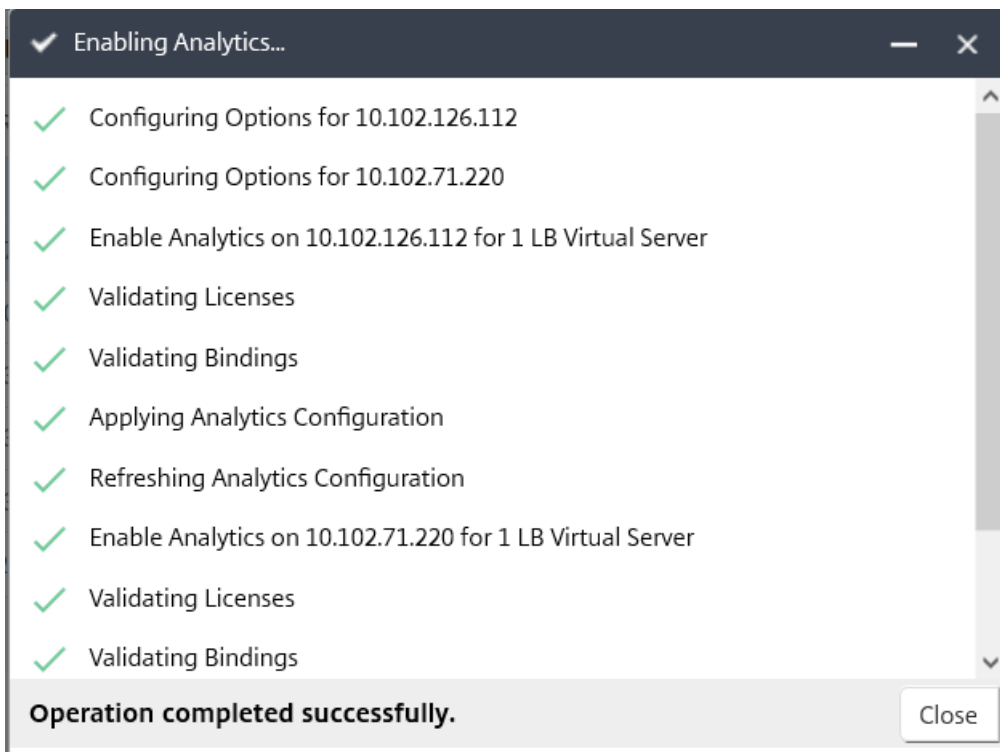 Enabling Analytics...
Configuring Options for 10.102.126.112
Configuring Options for 10.102.71.220
Enable Analytics on 10.102.126.112 for 1 LB Virtual Server
Validating Licenses
Validating Bindings
Applying Analytics Configuration
Refreshing Analytics Configuration
Enable Analytics on 10.102.71.220 for 1 LB Virtual Server
Validating Licenses
Validating Bindings
Operation completed successfully.
Close